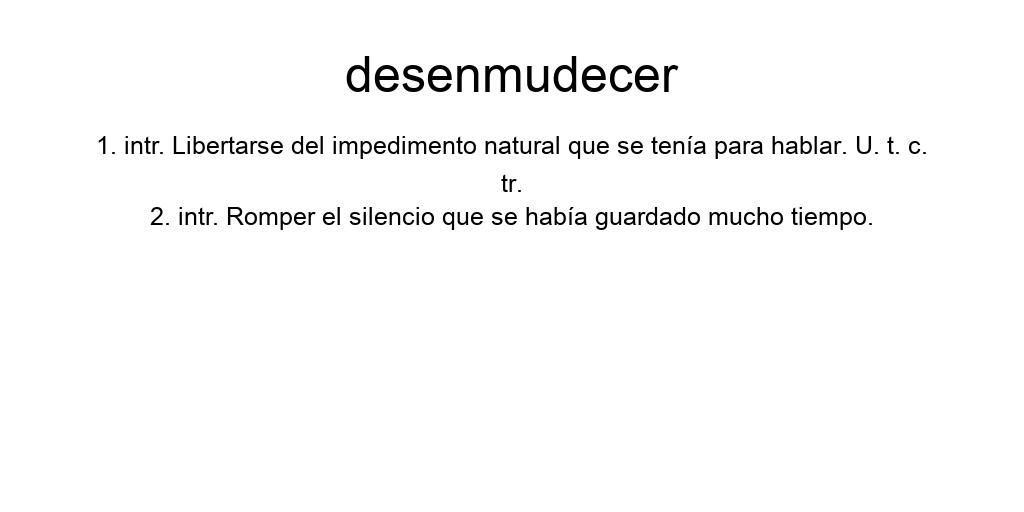 desenmudecer
1. intr. Libertarse del impedimento natural que se tenía para hablar. U. t. c.
tr.
2. intr. Romper el silencio que se había guardado mucho tiempo.